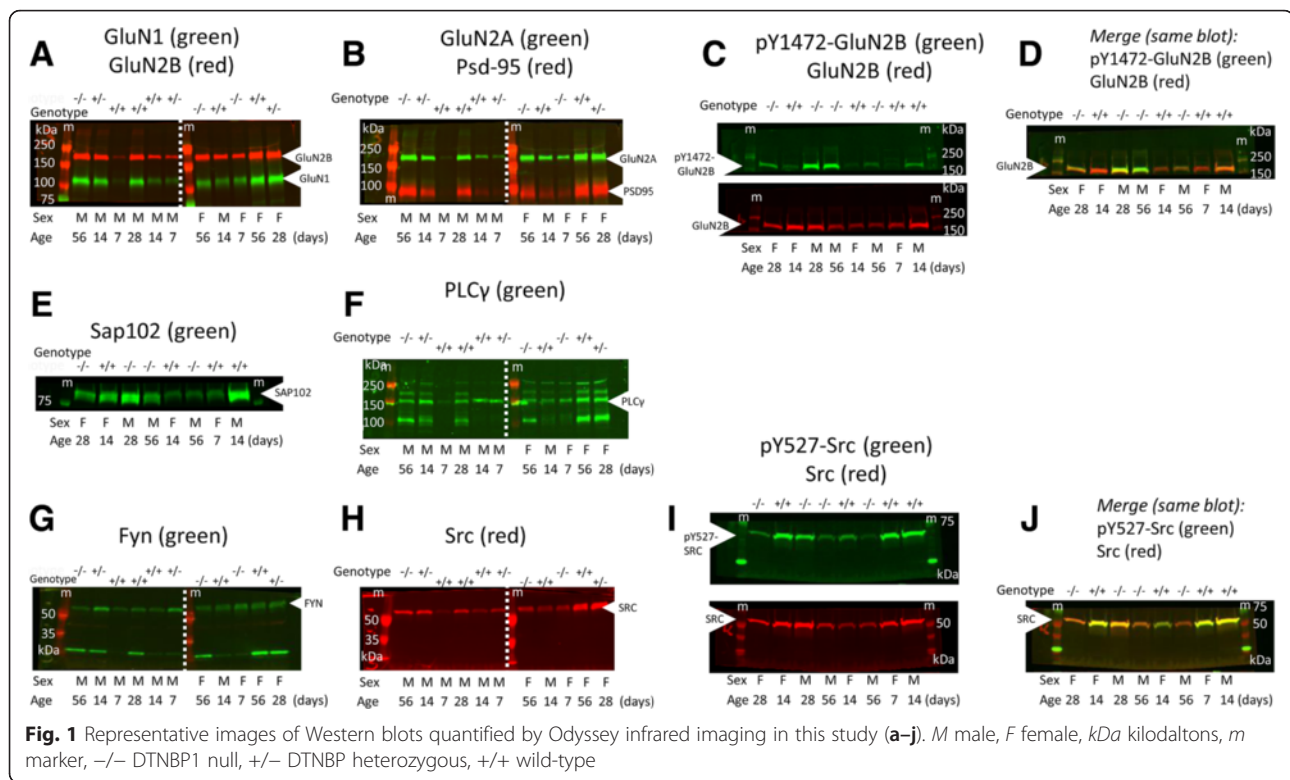 A
GluN1 (green)
GluN2B (red)
Genotype
-/- +/- +/+ +/+ +/+ +/- -/- +/+ -/- +/+ +/-
kDa m m
250
150
100
75
GluN2B
GluN1
Sex M M M M M M F M F F F
Age 56 14 7 28 14 7 56 14 7 56 28 (days)
B
GluN2A (green)
Psd-95 (red)
-/- +/- +/+ +/+ +/+ +/- -/- +/+ -/- +/+ +/-
kDa m
250
150
100
m
GluN2A
PSD95
Sex M M M M M M F M F F F
Age 56 14 7 28 14 7 56 14 7 56 28 (days)
C
pY1472-GluN2B (green)
GluN2B (red)
Genotype -/- +/+ -/- -/- +/+ -/- +/+ +/+
m m
pY1472-
GluN2B
250
150
m m
GluN2B
250
150
Sex F F M M F M F M
Age 28 14 28 56 14 56 7 14 (days)
D
Merge (same blot):
pY1472-GluN2B (green)
GluN2B (red)
Genotype -/- +/+ -/- -/- +/+ -/- +/+ +/+
m m
GluN2B
250
150
Sex F F M M F M F M
Age 28 14 28 56 14 56 7 14 (days)
E
Sap102 (green)
Genotype
-/- +/+ -/- -/- +/+ -/- +/+ +/+
m m
75
SAP102
Sex F F M M F M F M
Age 28 14 28 56 14 56 7 14 (days)
F
PLCγ (green)
Genotype -/- +/- +/+ +/+ +/+ +/- -/- +/+ -/- +/+ +/-
kDa m m
250
150
100
PLCγ
Sex M M M M M M F M F F F
Age 56 14 7 28 14 7 56 14 7 56 28 (days)
G
Fyn (green)
Genotype -/- +/- +/+ +/+ +/+ +/- -/- +/+ -/- +/+ +/-
m m
50
35
kDa
FYN
Sex M M M M M M F M F F F
Age 56 14 7 28 14 7 56 14 7 56 28 (days)
H
Src (red)
Genotype -/- +/- +/+ +/+ +/+ +/- -/- +/+ -/- +/+ +/-
m m
50
35
kDa
SRC
Sex M M M M M M F M F F F
Age 56 14 7 28 14 7 56 14 7 56 28 (days)
I
pY527-Src (green)
Src (red)
-/- +/+ -/- -/- +/+ -/- +/+ +/+
m m 75
pY527-
SRC
kDa
m m
SRC
50
kDa
Sex F F M M F M F M
Age 28 14 28 56 14 56 7 14 (days)
J
Merge (same blot):
pY527-Src (green)
Src (red)
Genotype -/- +/+ -/- -/- +/+ -/- +/+ +/+
m m 75
SRC
50
kDa
Sex F F M M F M F M
Age 28 14 28 56 14 56 7 14 (days)
Fig. 1 Representative images of Western blots quantified by Odyssey infrared imaging in this study (a–j). M male, F female, kDa kilodaltons, m
marker, −/− DTNBP1 null, +/− DTNBP heterozygous, +/+ wild-type